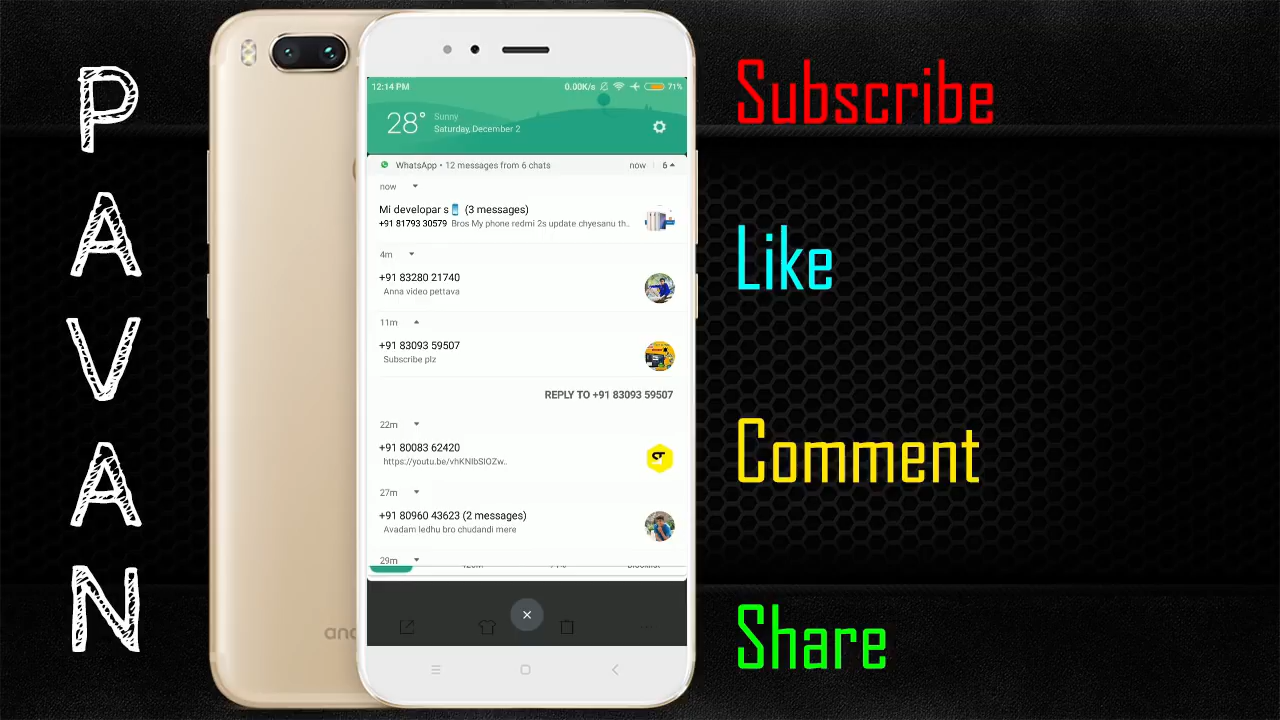 PAVAN
12:14 PM
0.00K/s
71%
28°
Sunny
Saturday, December 2
WhatsApp • 12 messages from 6 chats
now
6
now
Mi developar s (3 messages)
+91 81793 30579 Bros My phone redmi 2s update chyesanu th..
4m
+91 83280 21740
Anna video pettava
11m
+91 83093 59507
Subscribe plz
REPLY TO +91 83093 59507
22m
+91 80083 62420
https://youtu.be/vhKNIbSIOZw..
27m
+91 80960 43623 (2 messages)
Avadam ledhu bro chudandi mere
29m
Subscribe
Like
Comment
Share